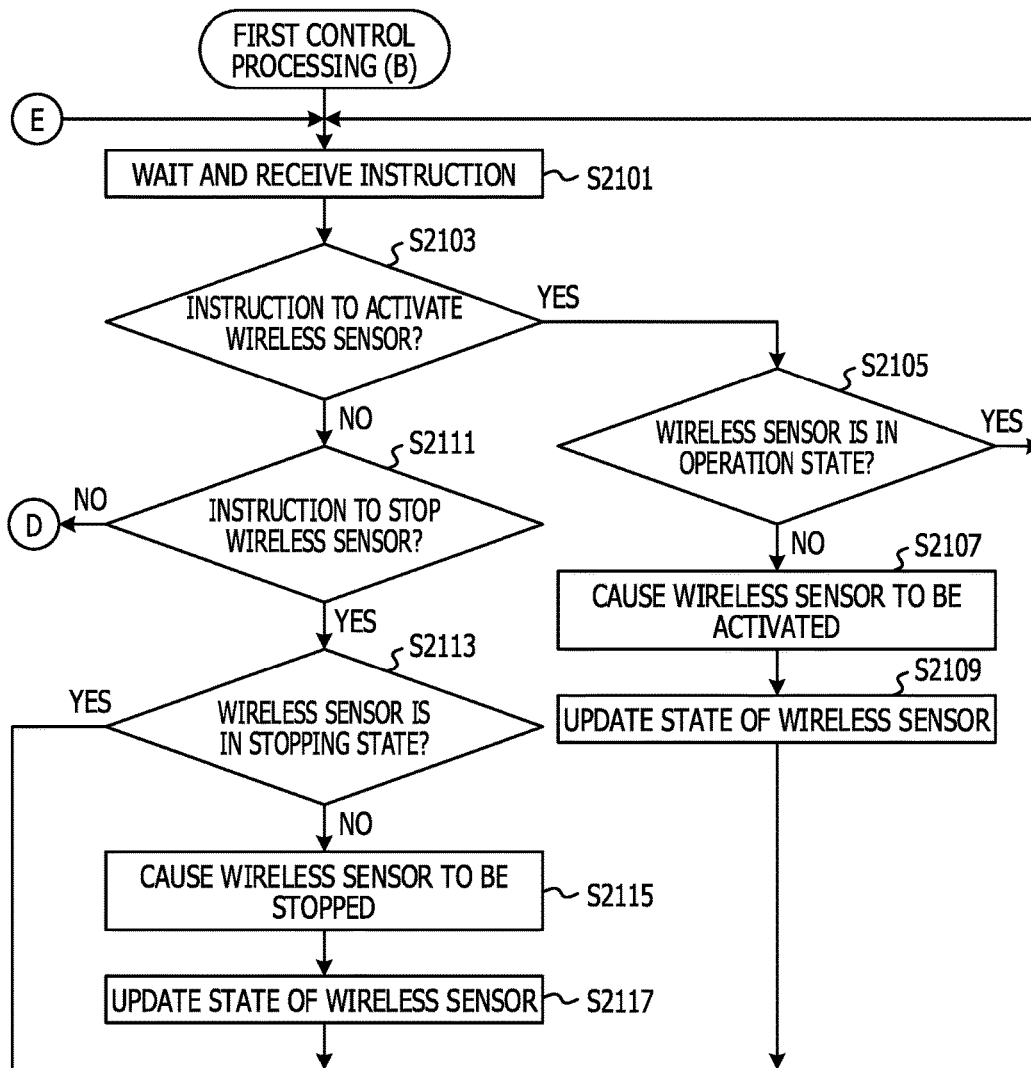 FIRST CONTROL
PROCESSING (B)
E
WAIT AND RECEIVE INSTRUCTION
S2101
S2103
INSTRUCTION TO ACTIVATE
WIRELESS SENSOR?
YES
NO
S2105
WIRELESS SENSOR IS IN
OPERATION STATE?
YES
NO
S2111
INSTRUCTION TO STOP
WIRELESS SENSOR?
NO
D
YES
S2107
CAUSE WIRELESS SENSOR TO BE
ACTIVATED
S2109
UPDATE STATE OF WIRELESS SENSOR
S2113
WIRELESS SENSOR IS
IN STOPPING STATE?
YES
NO
CAUSE WIRELESS SENSOR TO BE
STOPPED
S2115
UPDATE STATE OF WIRELESS SENSOR
S2117